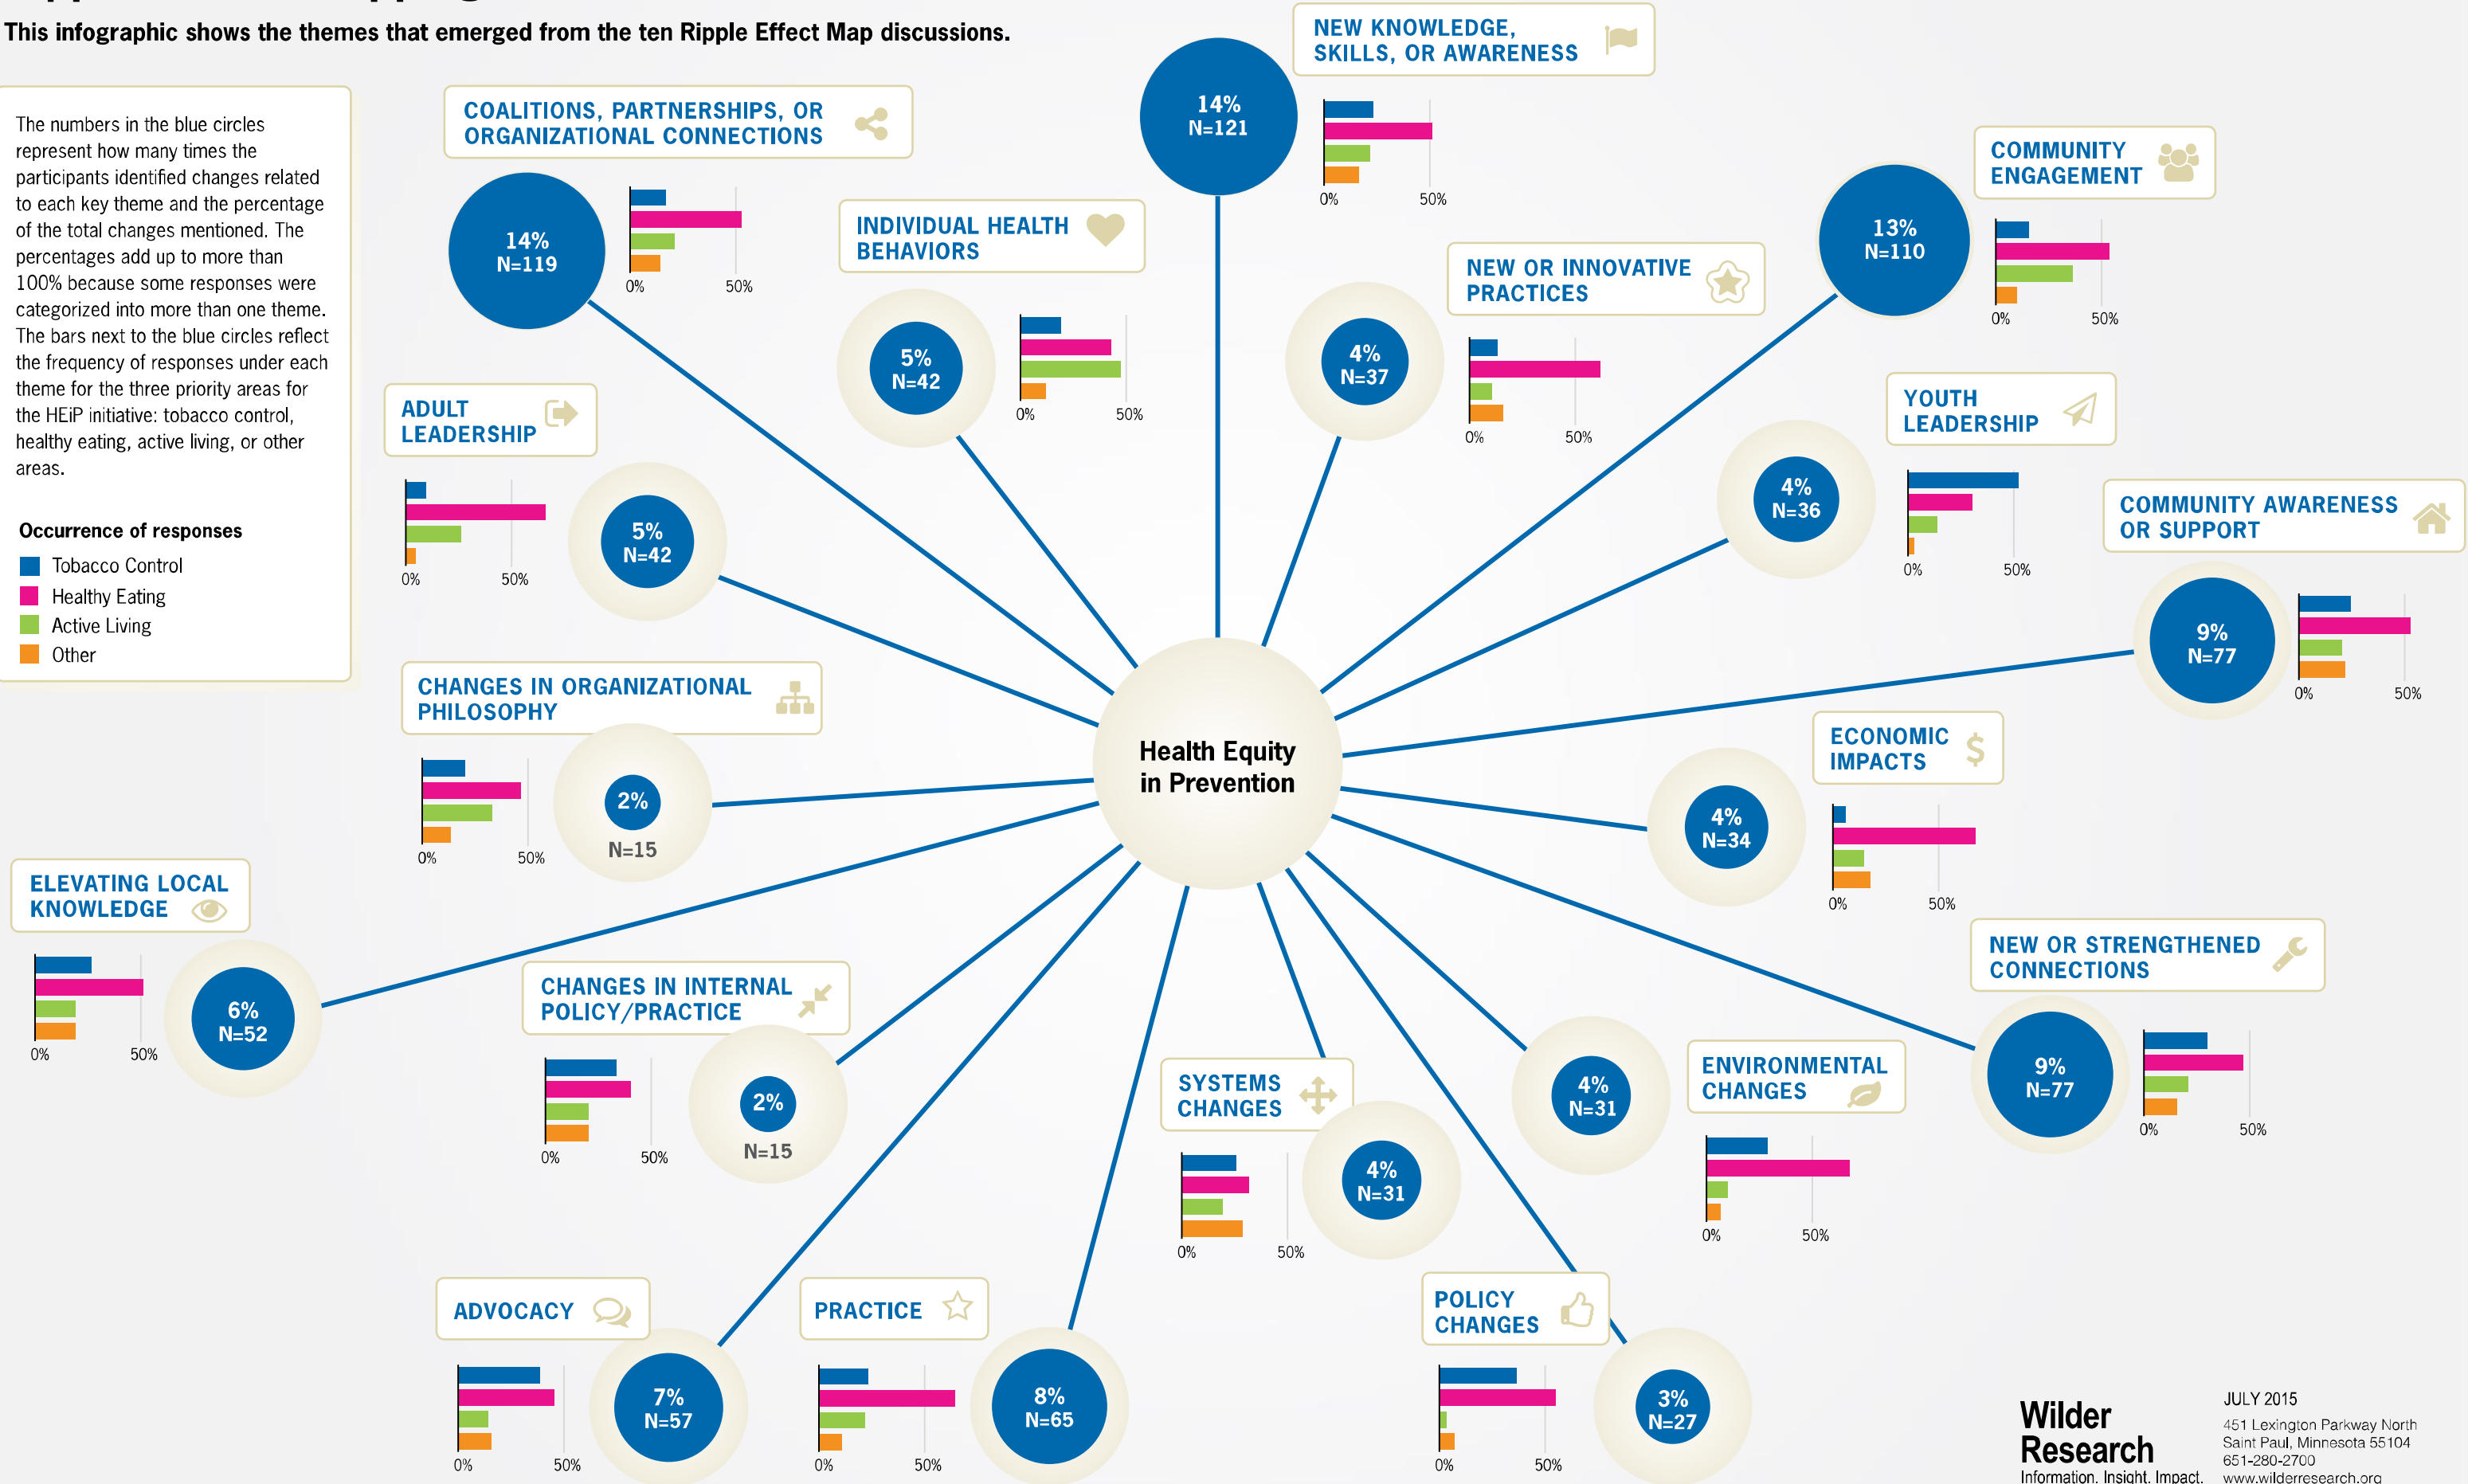 This infographic shows the themes that emerged from the ten Ripple Effect Map discussions.
The numbers in the blue circles
represent how many times the
participants identified changes related
to each key theme and the percentage
of the total changes mentioned. The
percentages add up to more than
100% because some responses were
categorized into more than one theme.
The bars next to the blue circles reflect
the frequency of responses under each
theme for the three priority areas for
the HEiP initiative: tobacco control,
healthy eating, active living, or other
areas.
Occurrence of responses
Tobacco Control
Healthy Eating
Active Living
Other
COALITIONS, PARTNERSHIPS, OR
ORGANIZATIONAL CONNECTIONS
14%
N=119
0% 50%
INDIVIDUAL HEALTH
BEHAVIORS
5%
N=42
0% 50%
NEW KNOWLEDGE,
SKILLS, OR AWARENESS
14%
N=121
0% 50%
NEW OR INNOVATIVE
PRACTICES
4%
N=37
0% 50%
COMMUNITY
ENGAGEMENT
13%
N=110
0% 50%
YOUTH
LEADERSHIP
4%
N=36
0% 50%
COMMUNITY AWARENESS
OR SUPPORT
9%
N=77
0% 50%
ADULT
LEADERSHIP
5%
N=42
0% 50%
CHANGES IN ORGANIZATIONAL
PHILOSOPHY
2%
N=15
0% 50%
Health Equity
in Prevention
ECONOMIC
IMPACTS
4%
N=34
0% 50%
ELEVATING LOCAL
KNOWLEDGE
6%
N=52
0% 50%
CHANGES IN INTERNAL
POLICY/PRACTICE
2%
N=15
0% 50%
SYSTEMS
CHANGES
4%
N=31
0% 50%
ENVIRONMENTAL
CHANGES
4%
N=31
0% 50%
NEW OR STRENGTHENED
CONNECTIONS
9%
N=77
0% 50%
ADVOCACY
7%
N=57
0% 50%
PRACTICE
8%
N=65
0% 50%
POLICY
CHANGES
3%
N=27
0% 50%
Wilder
Research
Information. Insight. Impact.
JULY 2015
451 Lexington Parkway North
Saint Paul, Minnesota 55104
651-280-2700
www.wilderresearch.org